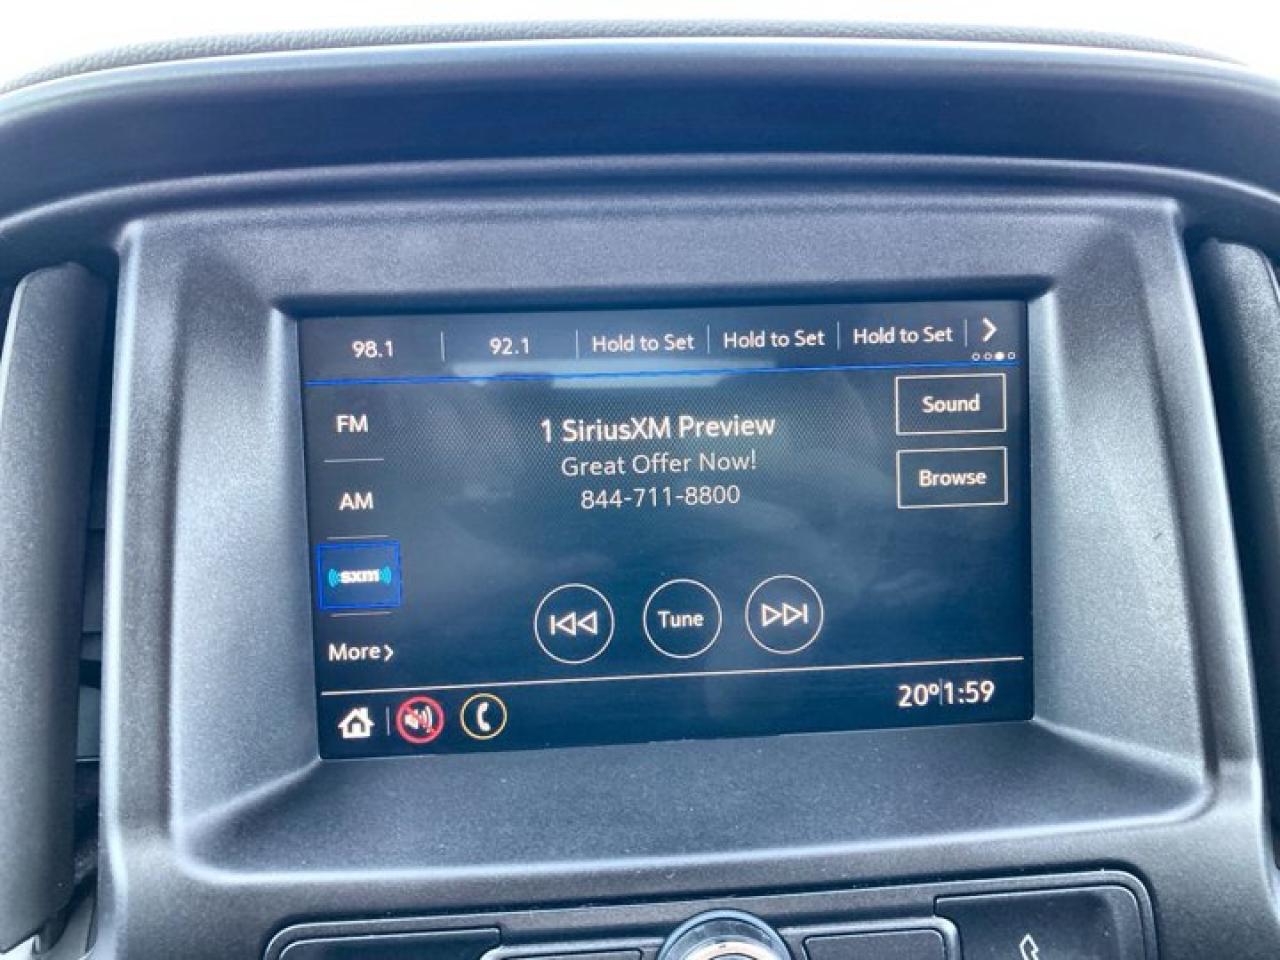 98.1 92.1 Hold to Set Hold to Set Hold to Set
FM
1 SiriusXM Preview
Great Offer Now!
844-711-8800
Sound
Browse
AM
sxm
More
Tune
20° 1:59